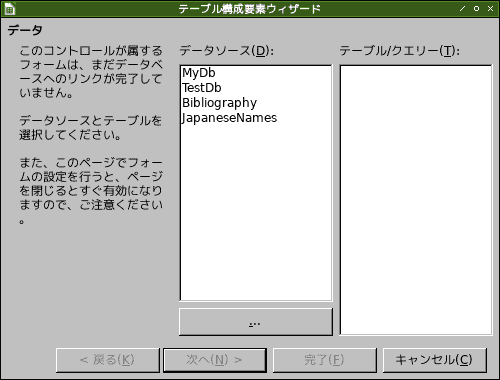 テーブル構成要素ウィザード
データ
このコントロールが属する
フォームは、まだデータベ
ースへのリンクが完了して
いません。
データソースとテーブルを
選択してください。
また、このページでフォー
ムの設定を行うと、ページ
を閉じるとすぐ有効になり
ますので、ご注意ください
。
データソース(D):
MyDb
TestDb
Bibliography
JapaneseNames
...
テーブル/クエリー(T):
< 戻る(K)
次へ(N) >
完了(F)
キャンセル(C)